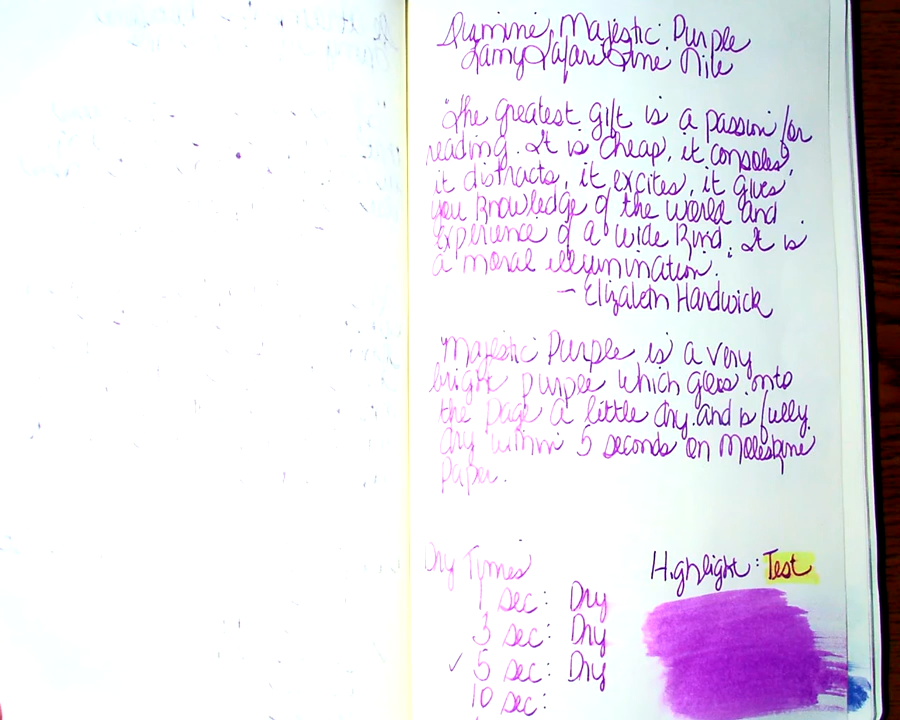 Diamine Majestic Purple
Lamy Safari Fine Nib
"The greatest gift is a passion for
reading. It is cheap, it consoles,
it distracts, it excites, it gives
you knowledge of the world and
experience of a wide kind. It is
a moral illumination.
- Elizabeth Hardwick
Majestic Purple is a very
bright purple which goes onto
the page a little dry and is fully
dry within 5 seconds on Moleskine
paper.
Dry Times
1 sec: Dry
3 sec: Dry
✓ 5 sec: Dry
10 sec:
Highlight: Test